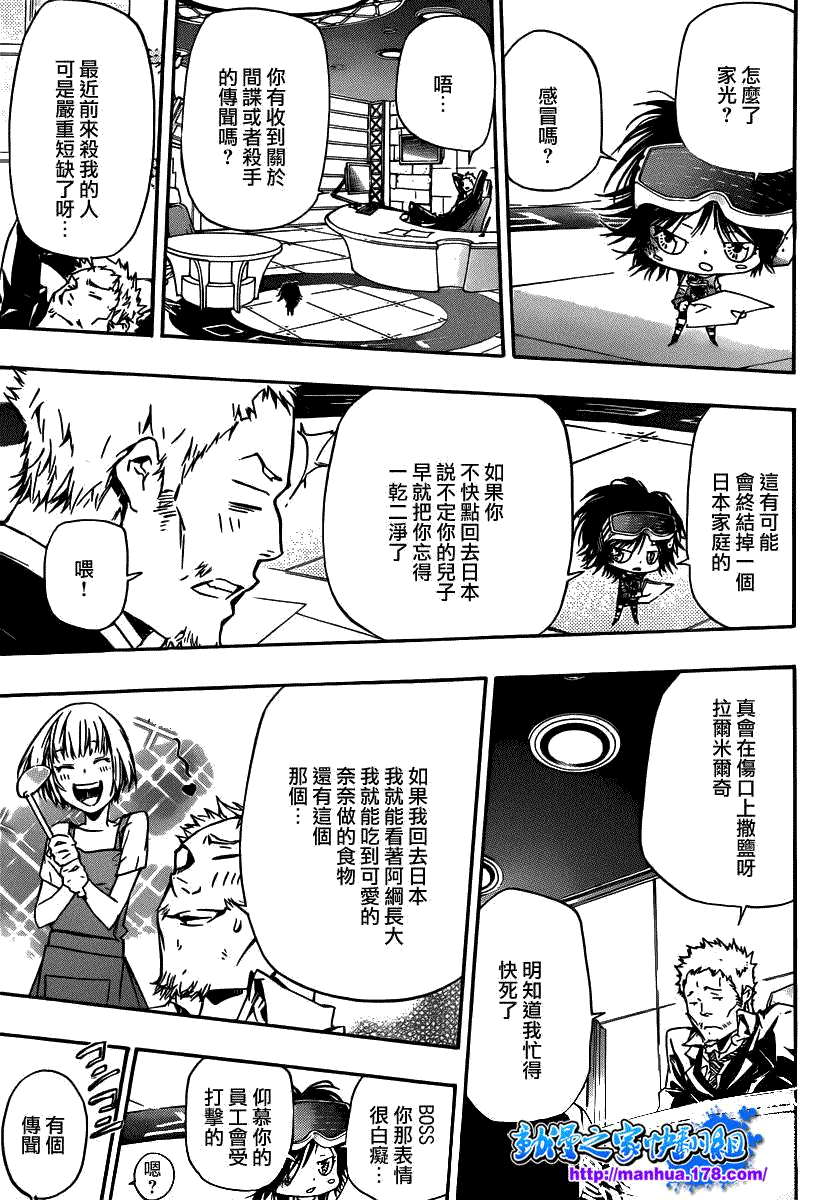 怎麼了
家光?
感冒嗎?
唔…
你有收到關於
間諜或者殺手
的傳聞嗎?
最近前來殺我的人
可是嚴重短缺了呀…
這有可能
會終結掉一個
日本家庭的
如果你
不快點回去日本
說不定你的兒子
早就把你忘得
一乾二淨了
喂!
真會在傷口上撒鹽呀
拉爾米爾奇
明知道我忙得
快死了
如果我回去日本
我就能看著阿綱長大
我就能吃到可愛的
奈奈做的食物
還有這個
那個…
BOSS
你那表情
很白癡
仰慕你的
員工會受
打擊的
嗯?
有個
傳聞
動漫之家快翻組
http://manhua.178.com/